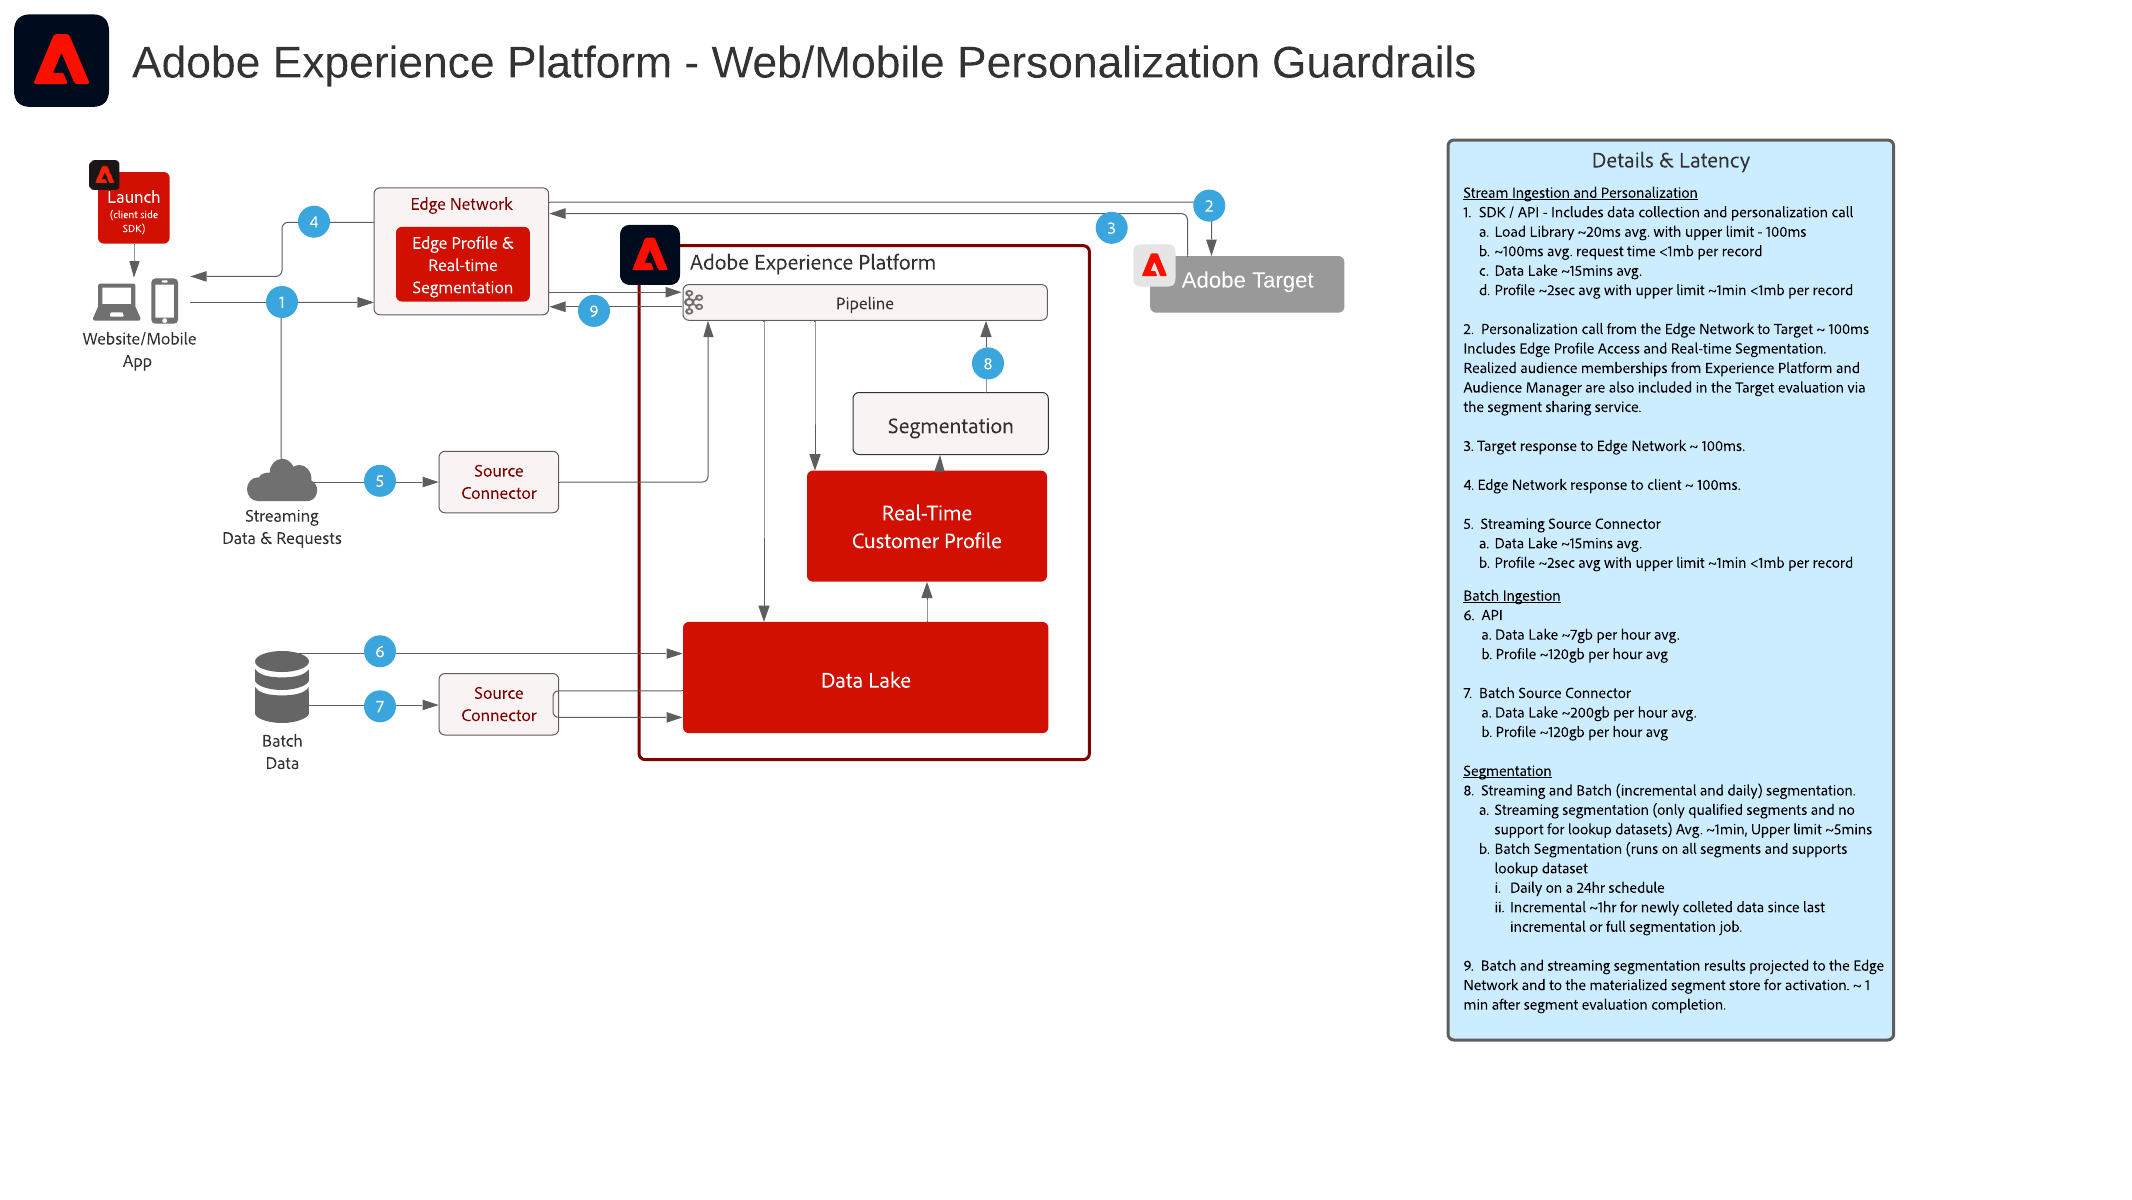 Adobe Experience Platform - Web/Mobile Personalization Guardrails
Launch
(client side
SDK)
Website/Mobile
App
4
1
Edge Network
Edge Profile &
Real-time
Segmentation
9
2
3
Adobe Target
Adobe Experience Platform
Pipeline
8
Segmentation
Real-Time
Customer Profile
Data Lake
Streaming
Data & Requests
5
Source
Connector
Batch
Data
6
7
Source
Connector
Details & Latency
Stream Ingestion and Personalization
1. SDK / API - Includes data collection and personalization call
a. Load Library ~20ms avg. with upper limit - 100ms
b. ~100ms avg. request time <1mb per record
c. Data Lake ~15mins avg.
d. Profile ~2sec avg with upper limit ~1min <1mb per record
2. Personalization call from the Edge Network to Target ~ 100ms
Includes Edge Profile Access and Real-time Segmentation.
Realized audience memberships from Experience Platform and
Audience Manager are also included in the Target evaluation via
the segment sharing service.
3. Target response to Edge Network ~ 100ms.
4. Edge Network response to client ~ 100ms.
5. Streaming Source Connector
a. Data Lake ~15mins avg.
b. Profile ~2sec avg with upper limit ~1min <1mb per record
Batch Ingestion
6. API
a. Data Lake ~7gb per hour avg.
b. Profile ~120gb per hour avg
7. Batch Source Connector
a. Data Lake ~200gb per hour avg.
b. Profile ~120gb per hour avg
Segmentation
8. Streaming and Batch (incremental and daily) segmentation.
a. Streaming segmentation (only qualified segments and no
support for lookup datasets) Avg. ~1min, Upper limit ~5mins
b. Batch Segmentation (runs on all segments and supports
lookup dataset
i. Daily on a 24hr schedule
ii. Incremental ~1hr for newly colleted data since last
incremental or full segmentation job.
9. Batch and streaming segmentation results projected to the Edge
Network and to the materialized segment store for activation. ~ 1
min after segment evaluation completion.